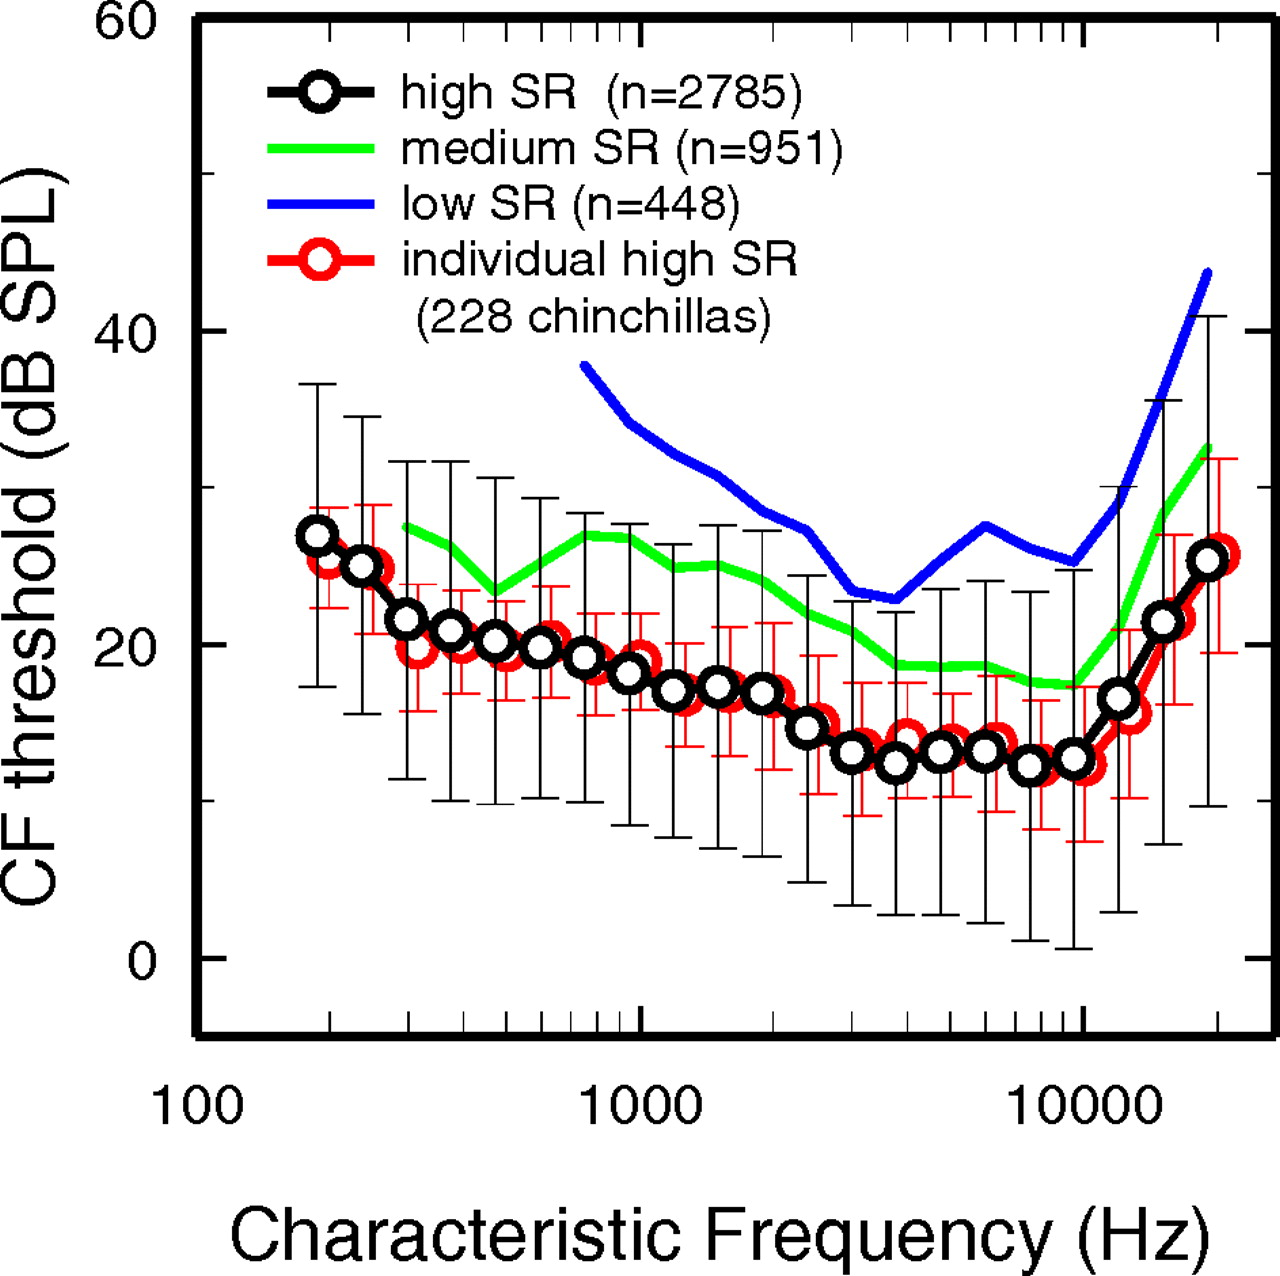 60
40
20
0
CF threshold (dB SPL)
high SR (n=2785)
medium SR (n=951)
low SR (n=448)
individual high SR
(228 chinchillas)
100 1000 10000
Characteristic Frequency (Hz)